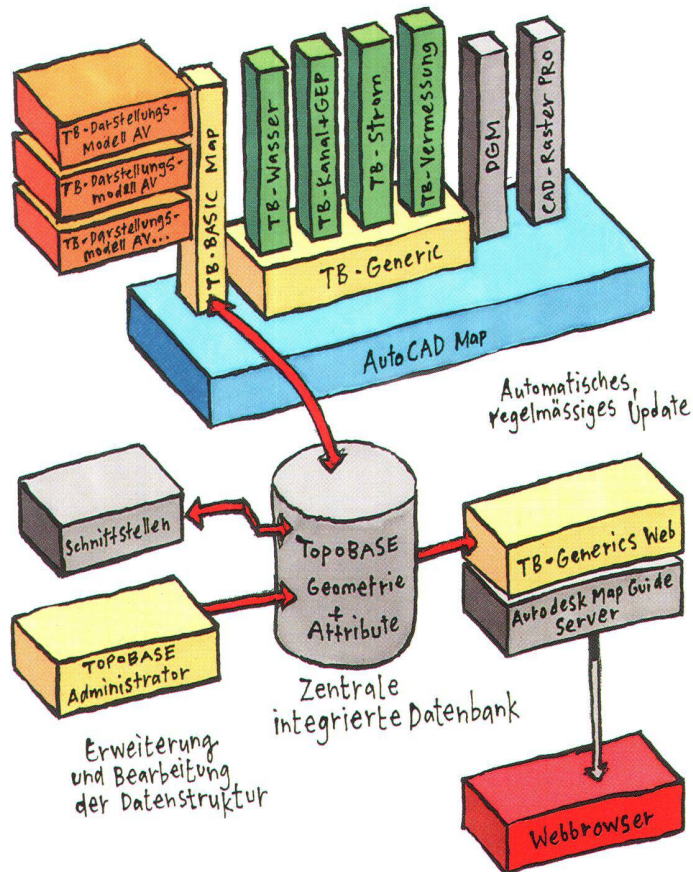 TB-Darstellungs-
Modell AV
TB-Darstellungs-
modell AV
TB-Darstellungs-
modell AV...
TB-BASIC MAP
TB-Wasser
TB-Kanal+GEP
TB-Strom
TB-Vermessung
DGM
CAD-Raster PRO
TB-Generic
AutoCAD Map
Automatisches,
regelmässiges Update
Schnittstellen
TOPOBASE
Administrator
TOPOBASE
Geometrie
+
Attribute
TB-Generics Web
Autodesk Map Guide
Server
Zentrale
integrierte Datenbank
Erweiterung
und Bearbeitung
der Datenstruktur
Webbrowser